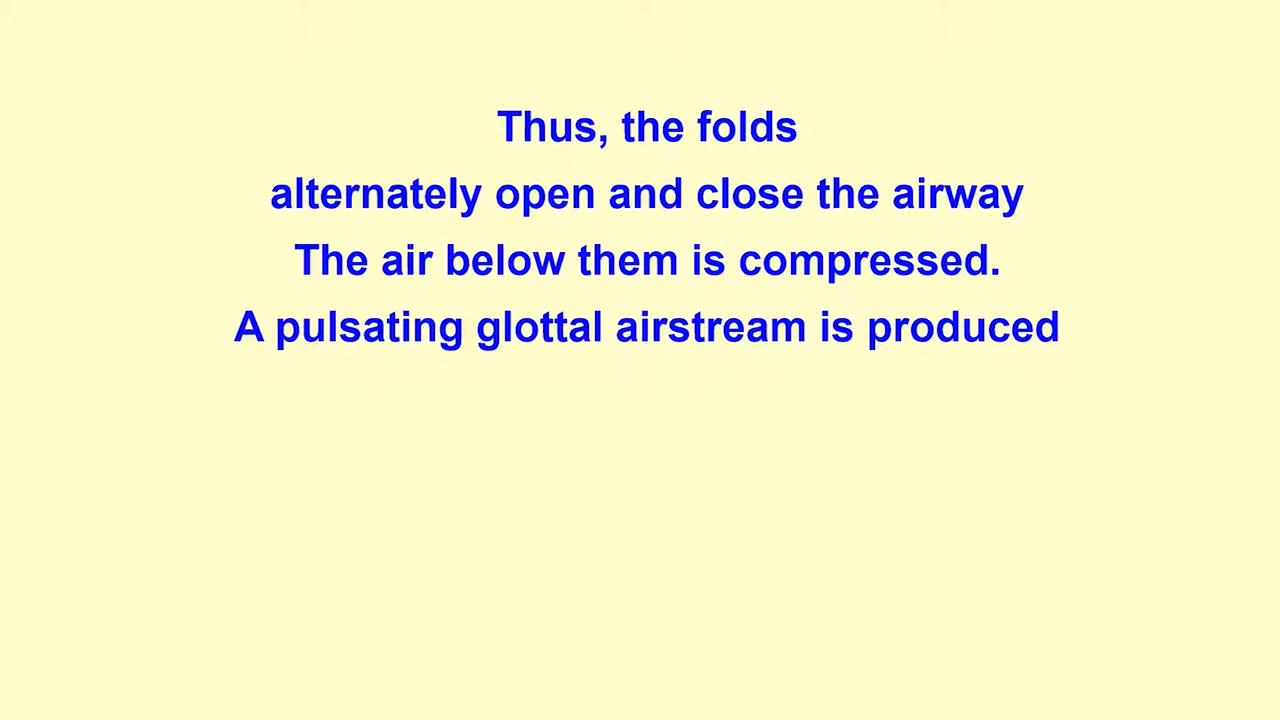 Thus, the folds
alternately open and close the airway
The air below them is compressed.
A pulsating glottal airstream is produced